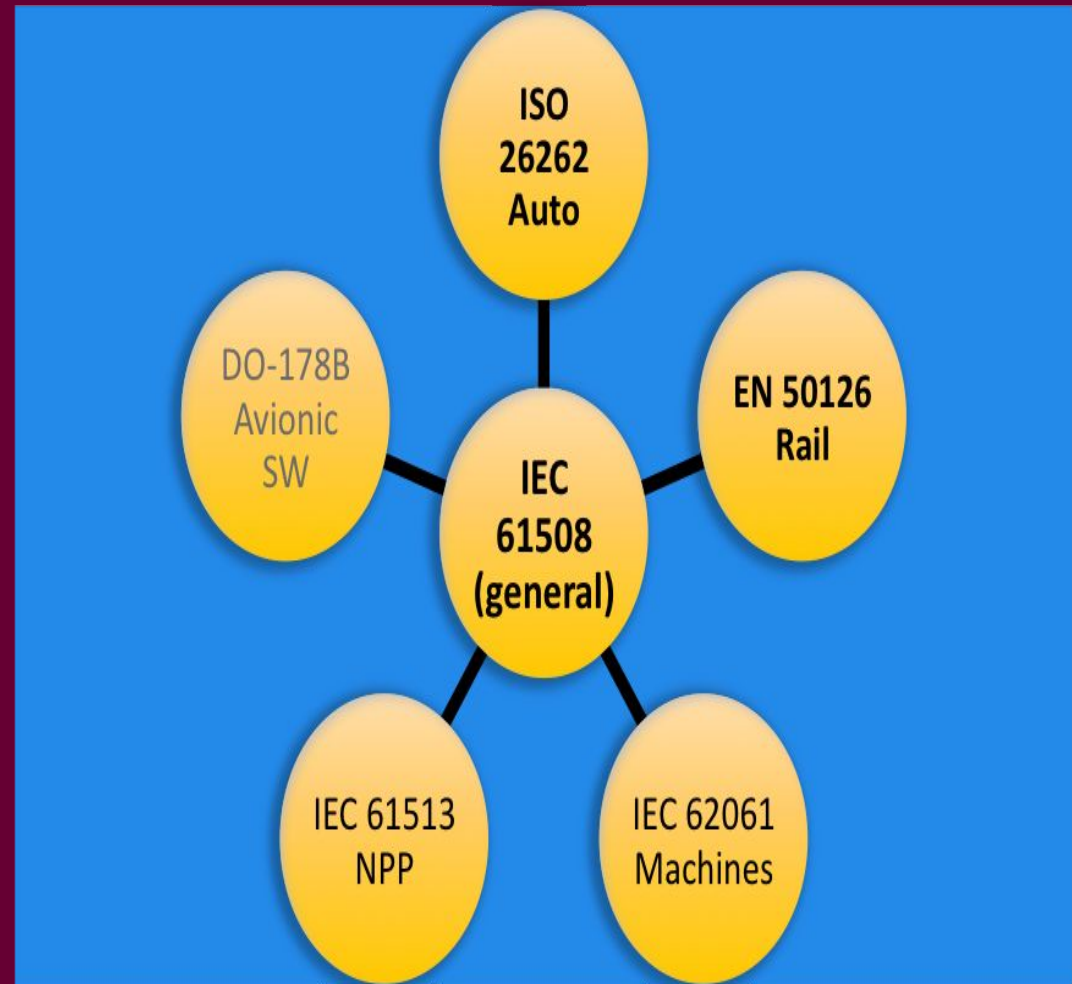 ISO
26262
Auto
DO-178B
Avionic
SW
EN 50126
Rail
IEC
61508
(general)
IEC 61513
NPP
IEC 62061
Machines